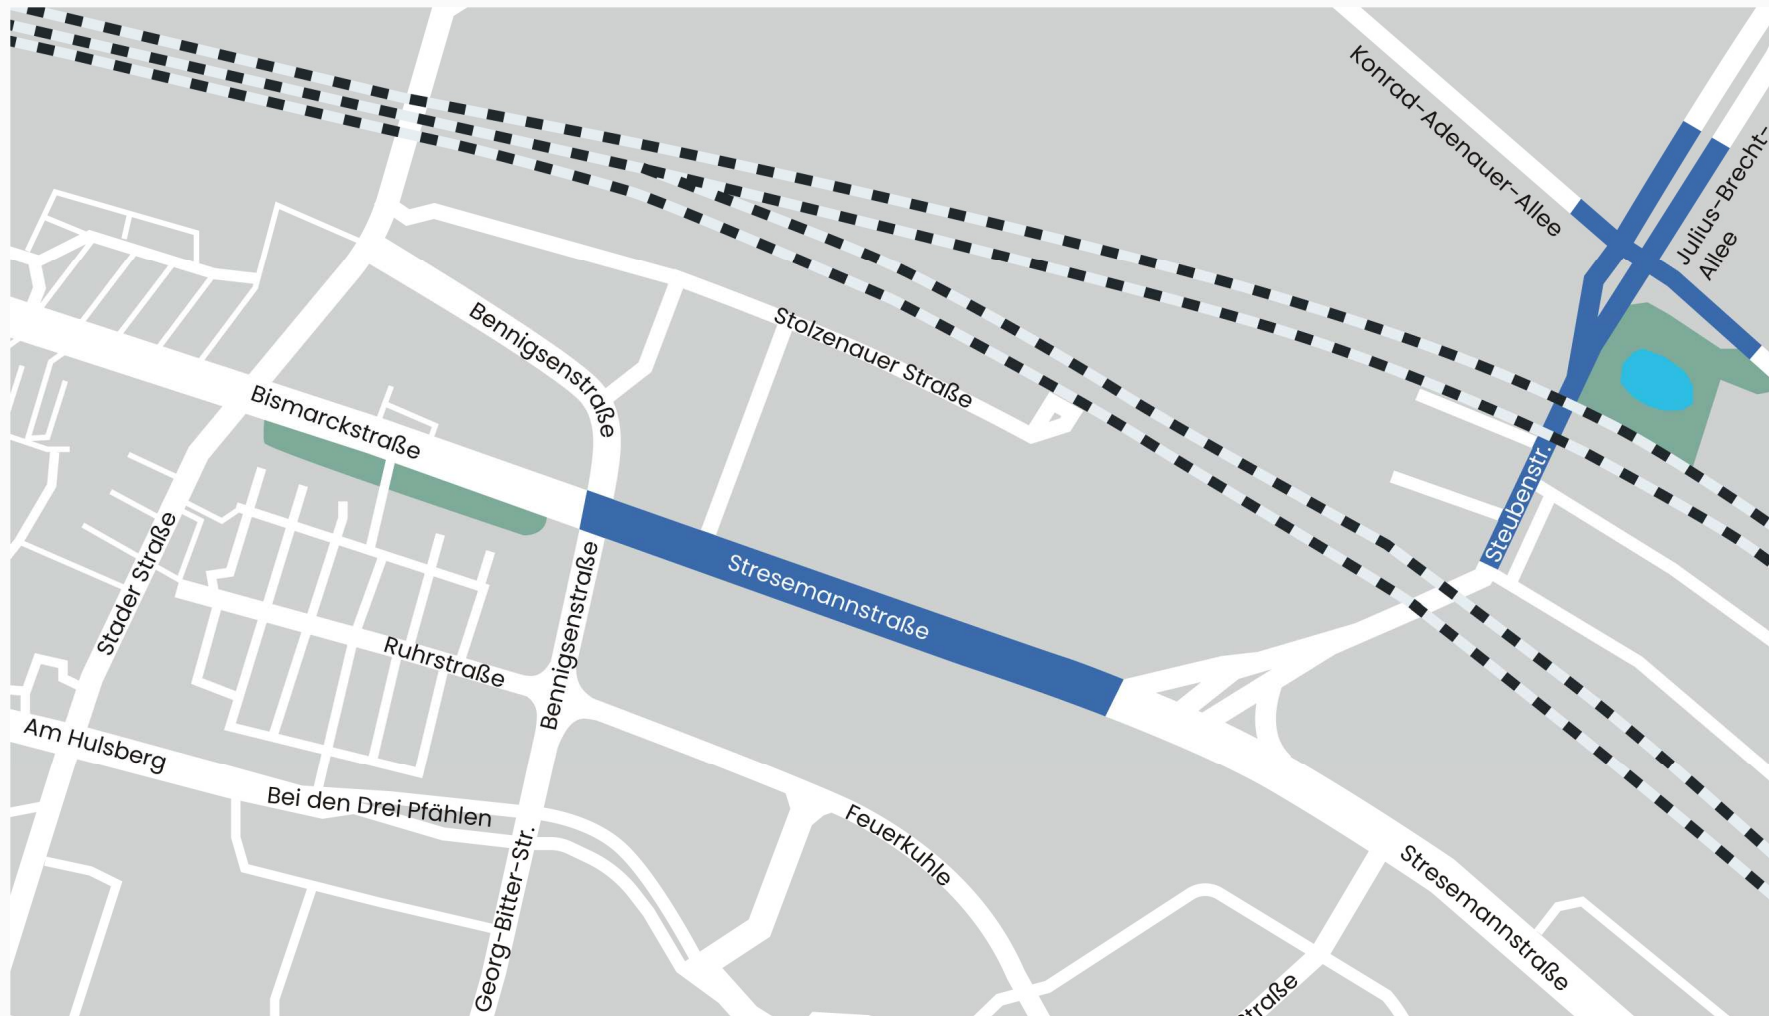 Konrad-Adenauer-Allee
Julius-Brecht-
Allee
Bennigsenstraße
Stolzenauer Straße
Bismarckstraße
Steubenstr.
Stader Straße
Stresemannstraße
Bennigsenstraße
Ruhrstraße
Am Hulsberg
Bei den Drei Pfählen
Feuerkuhle
Georg-Bitter-Str.
Stresemannstraße
straße